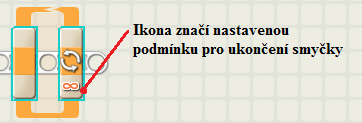 Ikona značí nastavenou
podmínku pro ukončení smyčky